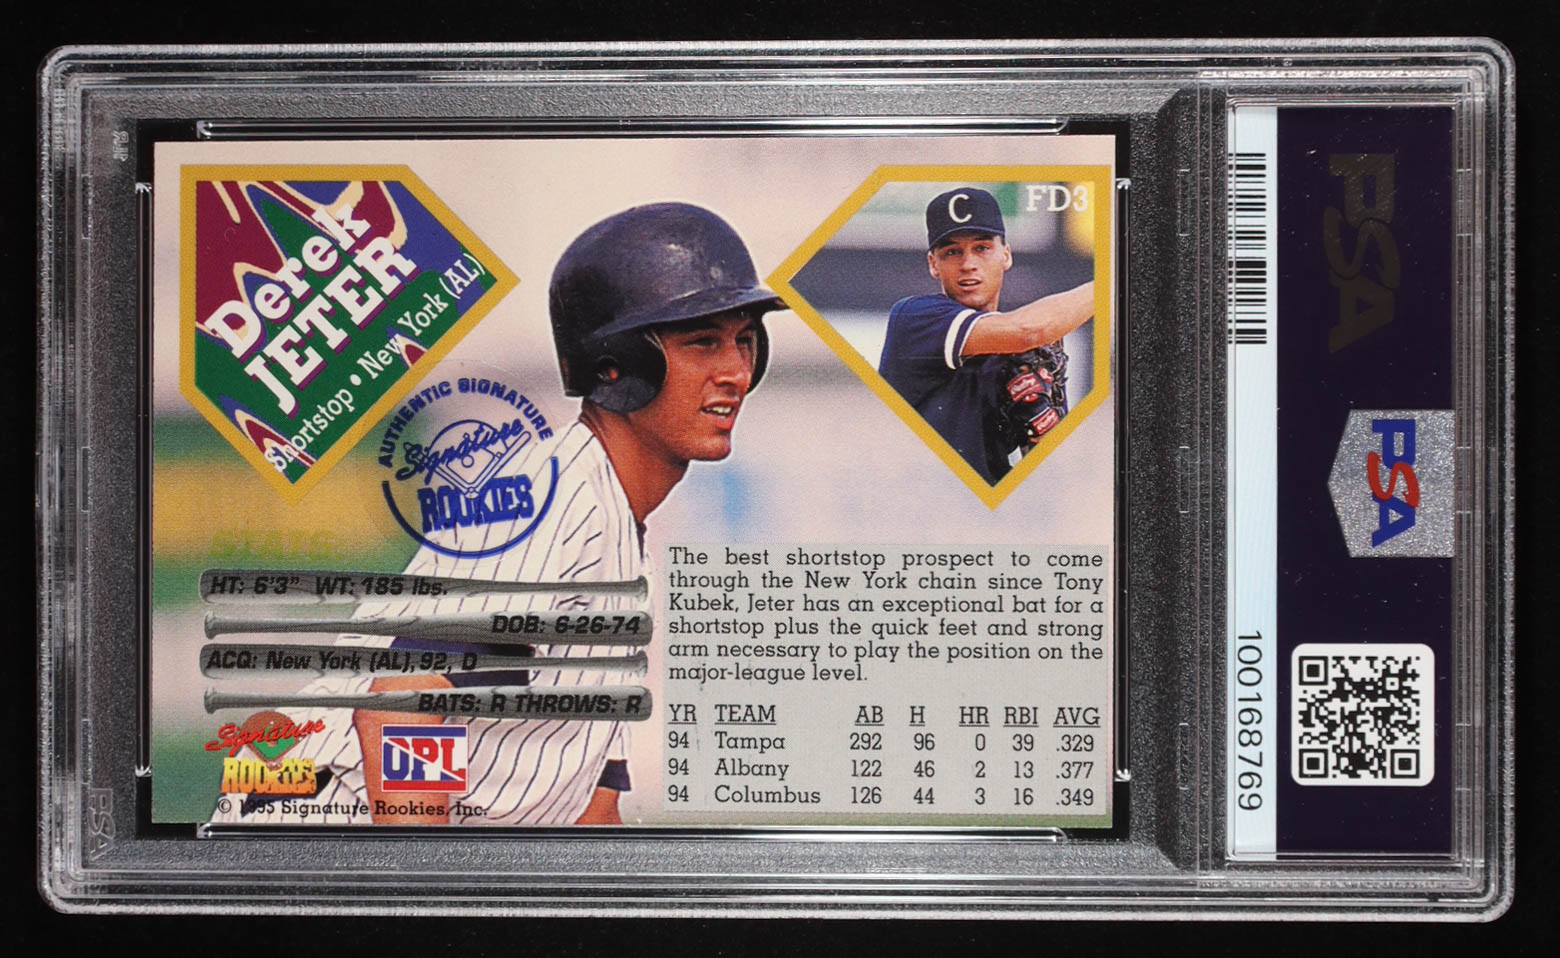 Derek
JETER
Shortstop • New York (AL)
AUTHENTIC SIGNATURE
Signature
ROOKIES
C
FD3
STATS:
HT: 6'3" WT: 185 lbs.
DOB: 6-26-74
ACQ: New York (AL), 92, D
BATS: R THROWS: R
Signature
ROOKIES
OPL
© 1995 Signature Rookies, Inc.
The best shortstop prospect to come
through the New York chain since Tony
Kubek, Jeter has an exceptional bat for a
shortstop plus the quick feet and strong
arm necessary to play the position on the
major-league level.
YR TEAM AB H HR RBI AVG
94 Tampa 292 96 0 39 .329
94 Albany 122 46 2 13 .377
94 Columbus 126 44 3 16 .349
PSA
PSA
100168769
PSA